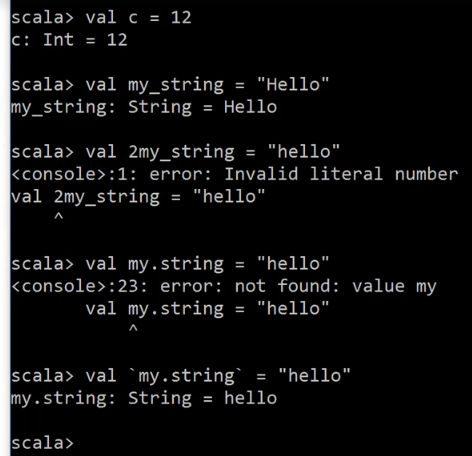 scala> val c = 12
c: Int = 12
scala> val my_string = "Hello"
my_string: String = Hello
scala> val 2my_string = "hello"
<console>:1: error: Invalid literal number
val 2my_string = "hello"
    ^
scala> val my.string = "hello"
<console>:23: error: not found: value my
       val my.string = "hello"
           ^
scala> val `my.string` = "hello"
my.string: String = hello
scala>